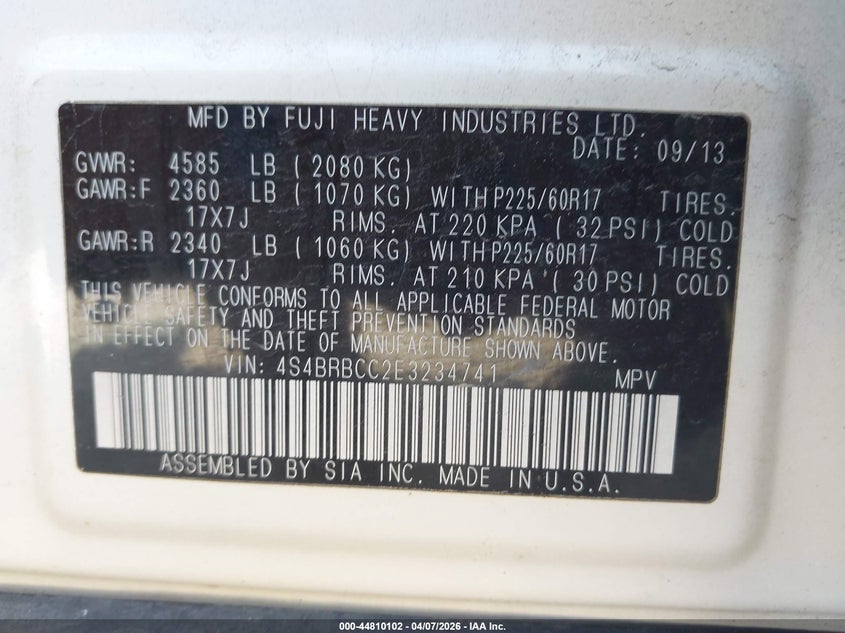 MFD BY FUJI HEAVY INDUSTRIES LTD.
DATE: 09/13
GVWR: 4585 LB ( 2080 KG)
GAWR:F 2360 LB ( 1070 KG) WITH P225/60R17 TIRES.
17X7J RIMS. AT 220 KPA ( 32 PSI) COLD
GAWR:R 2340 LB ( 1060 KG) WITH P225/60R17 TIRES.
17X7J RIMS. AT 210 KPA ( 30 PSI) COLD
THIS VEHICLE CONFORMS TO ALL APPLICABLE FEDERAL MOTOR
VEHICLE SAFETY AND THEFT PREVENTION STANDARDS
IN EFFECT ON THE DATE OF MANUFACTURE SHOWN ABOVE.
VIN: 4S4BRBCC2E3234741 MPV
ASSEMBLED BY SIA INC. MADE IN U.S.A.
000-44810102 - 04/07/2026 - IAA Inc.